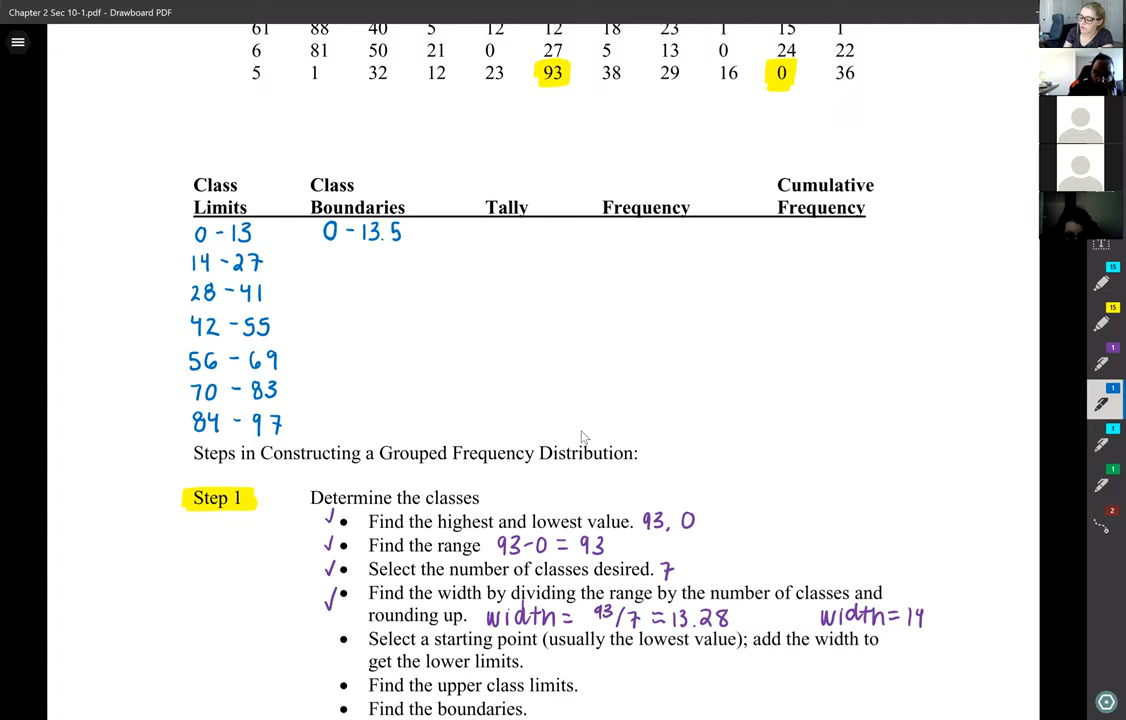 Chapter 2 Sec 10-1.pdf - Drawboard PDF
61 88 40 5 12 12 18 23 1 15 1
6 81 50 21 0 27 5 13 0 24 22
5 1 32 12 23 93 38 29 16 0 36
Class Class Cumulative
Limits Boundaries Tally Frequency Frequency
0 - 13 0 - 13.5
14 - 27
28 - 41
42 - 55
56 - 69
70 - 83
84 - 97
Steps in Constructing a Grouped Frequency Distribution:
Step 1 Determine the classes
✓ • Find the highest and lowest value. 93, 0
✓ • Find the range 93-0 = 93
✓ • Select the number of classes desired. 7
✓ • Find the width by dividing the range by the number of classes and
rounding up. width = 93/7 = 13.28 width = 14
• Select a starting point (usually the lowest value); add the width to
get the lower limits.
• Find the upper class limits.
• Find the boundaries.
T
15
15
1
1
1
1
2